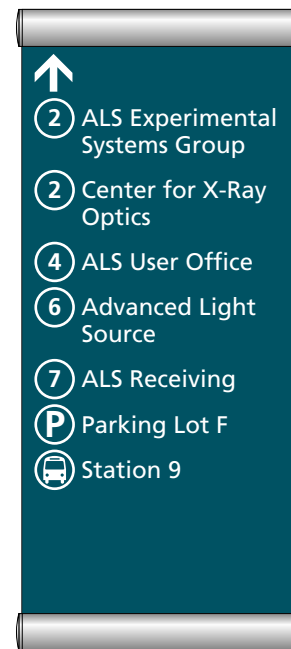 2 ALS Experimental
Systems Group
2 Center for X-Ray
Optics
4 ALS User Office
6 Advanced Light
Source
7 ALS Receiving
P Parking Lot F
Station 9